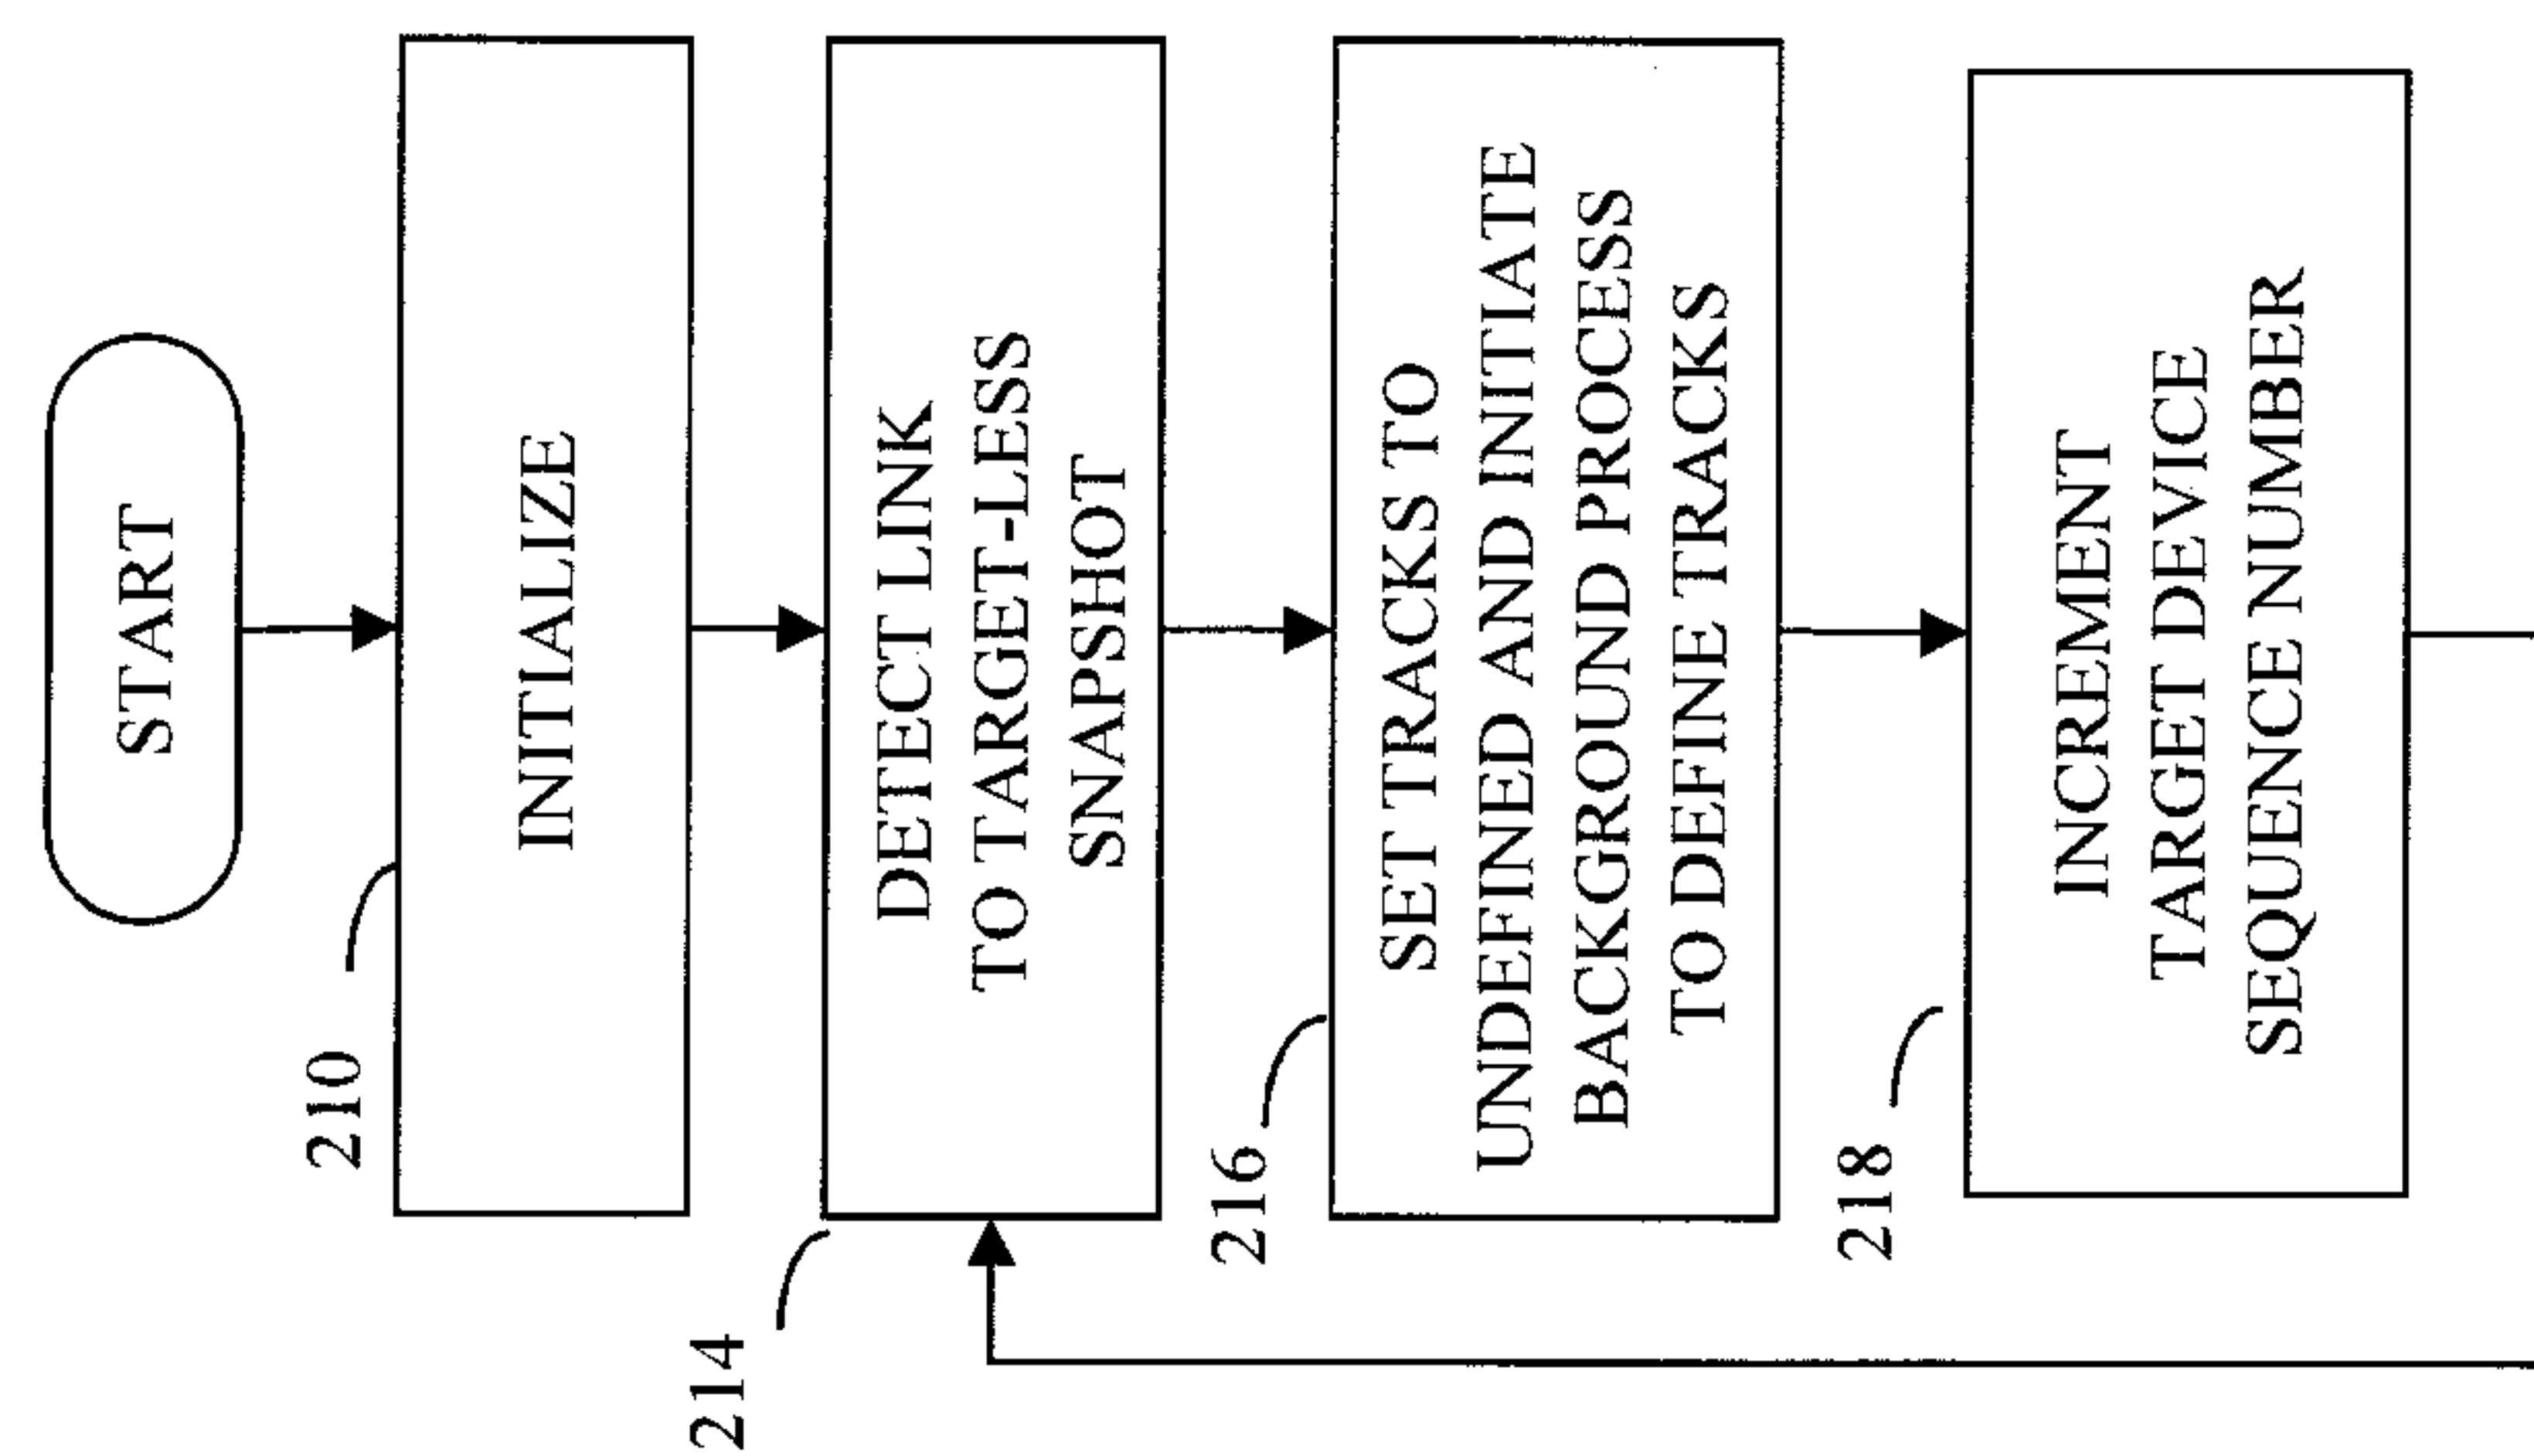 START
210
INITIALIZE
214
DETECT LINK
TO TARGET-LESS
SNAPSHOT
216
SET TRACKS TO
UNDEFINED AND INITIATE
BACKGROUND PROCESS
TO DEFINE TRACKS
218
INCREMENT
TARGET DEVICE
SEQUENCE NUMBER